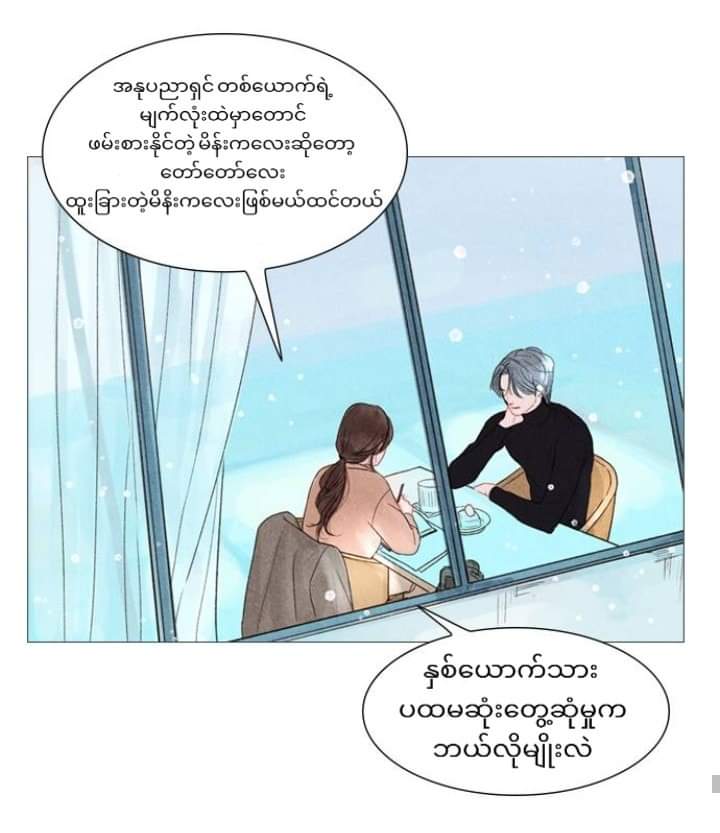 အနုပညာရှင် တစ်ယောက်ရဲ့
မျက်လုံးထဲမှာတောင်
ဖမ်းစားနိုင်တဲ့ မိန်းကလေးဆိုတော့
တော်တော်လေး
ထူးခြားတဲ့မိန်းကလေးဖြစ်မယ်ထင်တယ်
နှစ်ယောက်သား
ပထမဆုံးတွေ့ဆုံမှုက
ဘယ်လိုမျိုးလဲ